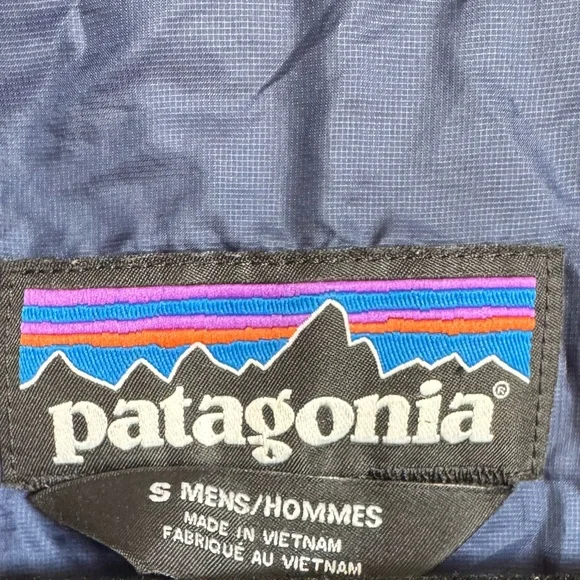 patagonia®
S MENS/HOMMES
MADE IN VIETNAM
FABRIQUÉ AU VIETNAM